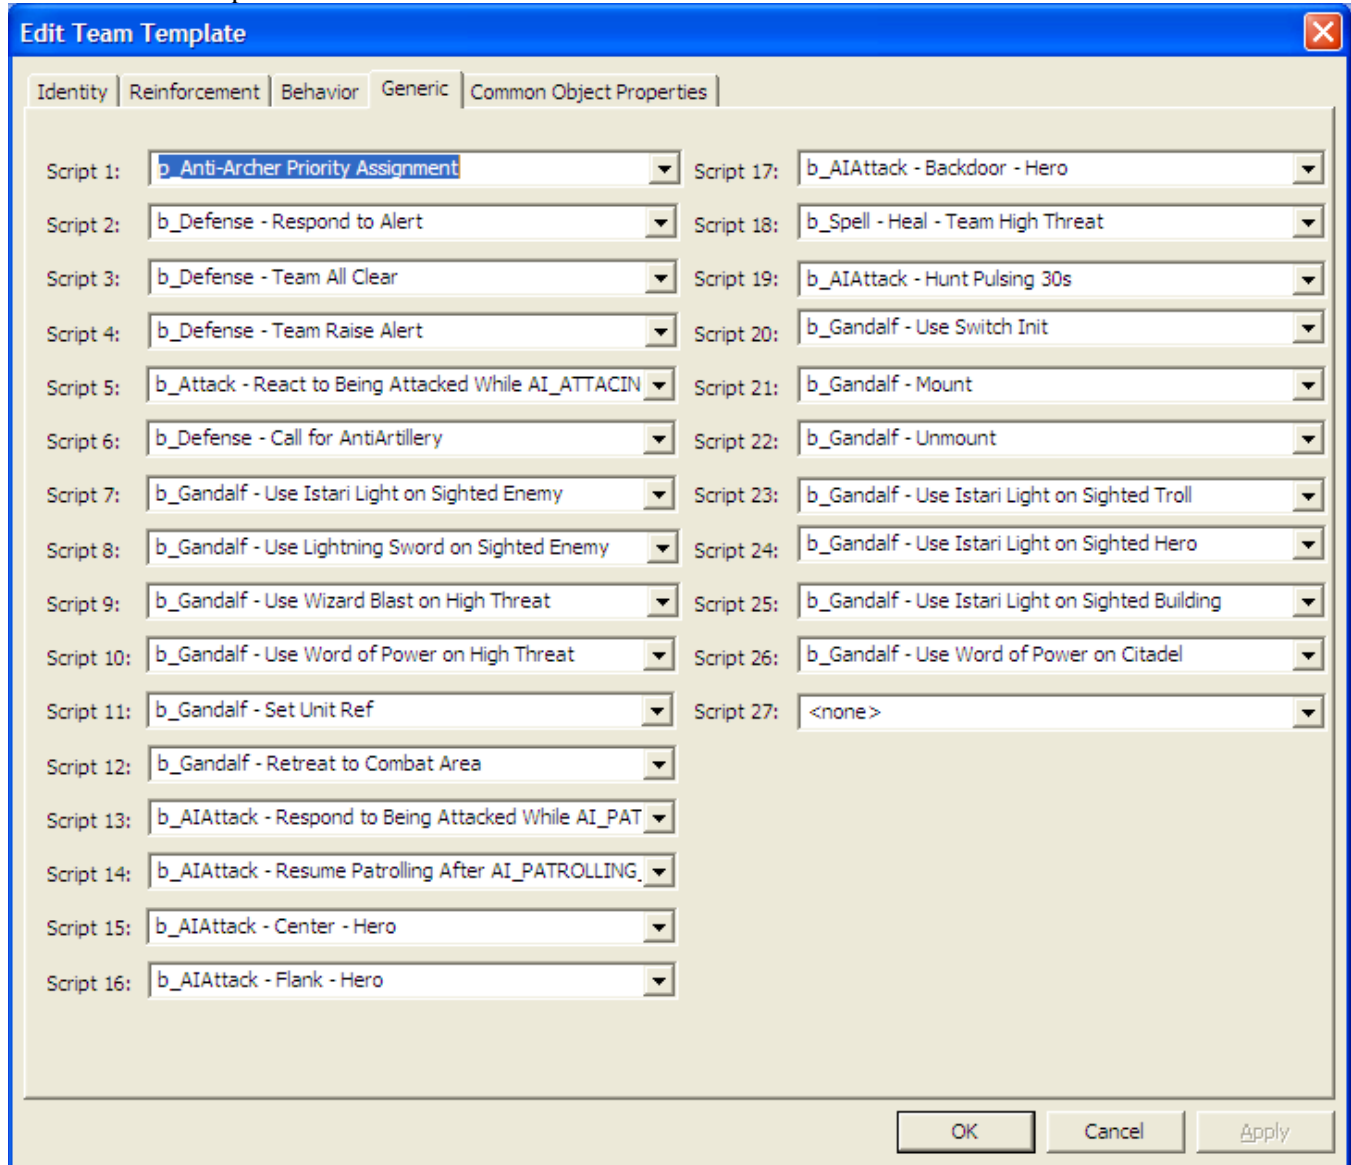 Edit Team Template
Identity Reinforcement Behavior Generic Common Object Properties
Script 1: b_Anti-Archer Priority Assignment
Script 2: b_Defense - Respond to Alert
Script 3: b_Defense - Team All Clear
Script 4: b_Defense - Team Raise Alert
Script 5: b_Attack - React to Being Attacked While AI_ATTACIN
Script 6: b_Defense - Call for AntiArtillery
Script 7: b_Gandalf - Use Istari Light on Sighted Enemy
Script 8: b_Gandalf - Use Lightning Sword on Sighted Enemy
Script 9: b_Gandalf - Use Wizard Blast on High Threat
Script 10: b_Gandalf - Use Word of Power on High Threat
Script 11: b_Gandalf - Set Unit Ref
Script 12: b_Gandalf - Retreat to Combat Area
Script 13: b_AIAttack - Respond to Being Attacked While AI_PAT
Script 14: b_AIAttack - Resume Patrolling After AI_PATROLLING_
Script 15: b_AIAttack - Center - Hero
Script 16: b_AIAttack - Flank - Hero
Script 17: b_AIAttack - Backdoor - Hero
Script 18: b_Spell - Heal - Team High Threat
Script 19: b_AIAttack - Hunt Pulsing 30s
Script 20: b_Gandalf - Use Switch Init
Script 21: b_Gandalf - Mount
Script 22: b_Gandalf - Unmount
Script 23: b_Gandalf - Use Istari Light on Sighted Troll
Script 24: b_Gandalf - Use Istari Light on Sighted Hero
Script 25: b_Gandalf - Use Istari Light on Sighted Building
Script 26: b_Gandalf - Use Word of Power on Citadel
Script 27: <none>
OK Cancel Apply